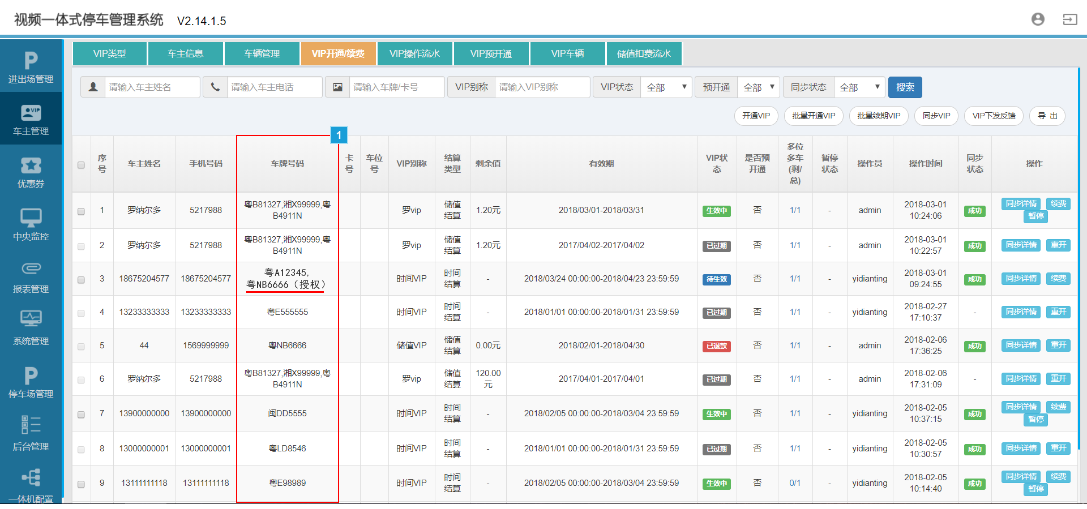 视频一体式停车管理系统 V2.14.1.5
VIP类型 车主信息 车辆管理 VIP开通/续费 VIP操作流水 VIP预开通 VIP车辆 储值扣费流水
请输入车主姓名 请输入车主电话 请输入车牌/卡号 VIP别称 请输入VIP别称 VIP状态 全部 预开通 全部 同步状态 全部 搜索
开通VIP 批量开通VIP 批量续期VIP 同步VIP VIP下发反馈 导 出
进出场管理
车主管理
优惠券
中央监控
报表管理
系统管理
停车场管理
后台管理
一体机配置
1
序号 车主姓名 手机号码 车牌号码 卡号 车位号 VIP别称 结算类型 剩余值 有效期 VIP状态 是否预开通 多位多车(剩/总) 暂停状态 操作员 操作时间 同步状态 操作
1 罗纳尔多 5217988 粤B81327,湘X99999,粤B4911N 罗vip 储值结算 1.20元 2018/03/01-2018/03/31 生效中 否 1/1 - admin 2018-03-01 10:24:06 成功 同步详情 续费 暂停
2 罗纳尔多 5217988 粤B81327,湘X99999,粤B4911N 罗vip 储值结算 1.20元 2017/04/02-2017/04/02 已过期 否 1/1 - admin 2018-03-01 10:22:57 成功 同步详情 重开
3 18675204577 18675204577 粤A12345,粤NB6666（授权） 时间VIP 时间结算 - 2018/03/24 00:00:00-2018/04/23 23:59:59 待生效 否 1/1 - yidianting 2018-03-01 09:24:55 成功 同步详情 续费
4 13233333333 13233333333 粤E555555 时间VIP 时间结算 - 2018/01/01 00:00:00-2018/01/31 23:59:59 已过期 否 1/1 - yidianting 2018-02-27 17:10:37 - 同步详情 重开
5 44 1569999999 粤NB6666 储值VIP 储值结算 0.00元 2018/02/01-2018/04/30 已退款 否 1/1 - admin 2018-02-06 17:36:25 成功 同步详情 重开
6 罗纳尔多 5217988 粤B81327,湘X99999,粤B4911N 罗vip 储值结算 120.00元 2017/04/01-2017/04/01 已过期 否 1/1 - admin 2018-02-06 17:31:09 - 同步详情 重开
7 13900000000 13900000000 闽DD5555 时间VIP 时间结算 - 2018/02/05 00:00:00-2018/03/04 23:59:59 生效中 否 1/1 - yidianting 2018-02-05 10:37:15 成功 同步详情 续费 暂停
8 13000000001 13000000001 粤LD8546 时间VIP 时间结算 - 2018/01/01 00:00:00-2018/01/31 23:59:59 已过期 否 1/1 - yidianting 2018-02-05 10:30:57 成功 同步详情 重开
9 13111111118 13111111118 粤E98989 时间VIP 时间结算 - 2018/02/05 00:00:00-2018/03/04 23:59:59 生效中 否 0/1 - yidianting 2018-02-05 10:14:40 成功 同步详情 续费 暂停